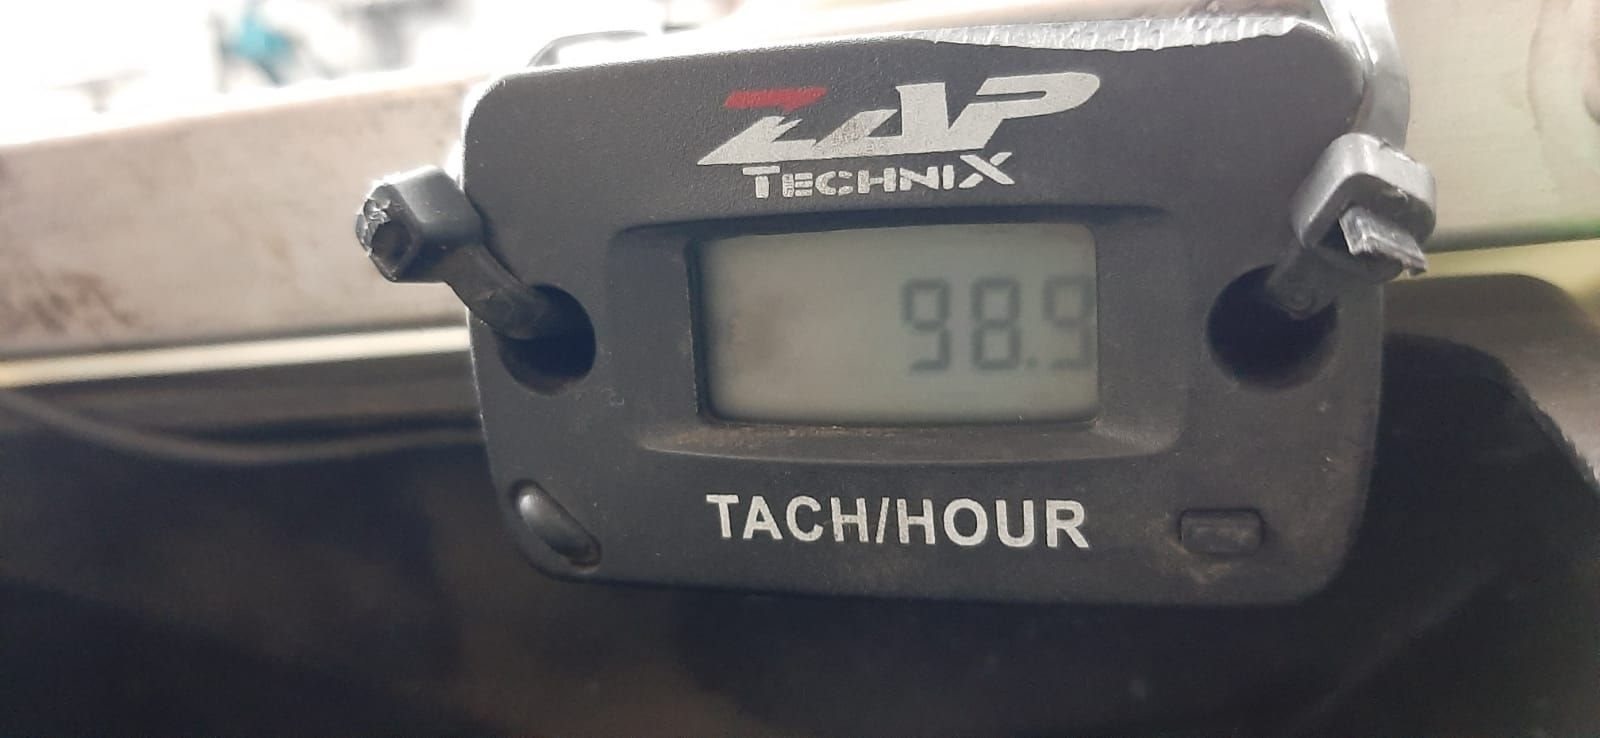 ZAP
TECHNIX
98.9
TACH/HOUR